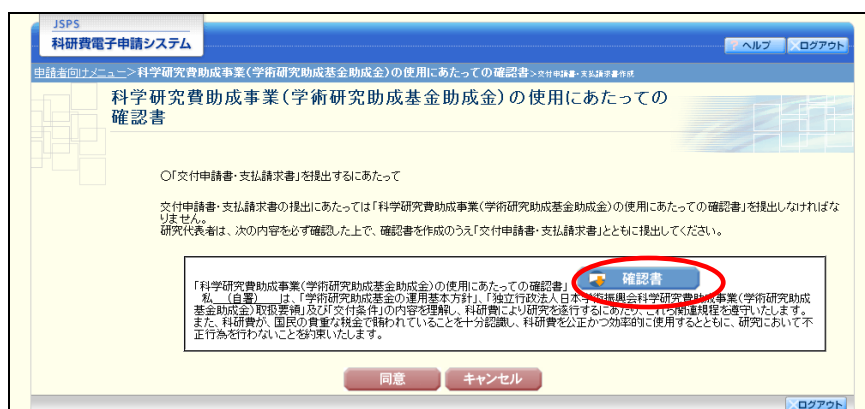 JSPS
科研費電子申請システム
? ヘルプ
×ログアウト
申請者向けメニュー>科学研究費助成事業(学術研究助成基金助成金)の使用にあたっての確認書>交付申請書・支払請求書作成
科学研究費助成事業(学術研究助成基金助成金)の使用にあたっての
確認書
○「交付申請書・支払請求書」を提出するにあたって
交付申請書・支払請求書の提出にあたっては「科学研究費助成事業(学術研究助成基金助成金)の使用にあたっての確認書」を提出しなければな
りません。
研究代表者は、次の内容を必ず確認した上で、確認書を作成のうえ「交付申請書・支払請求書」とともに提出してください。
「科学研究費助成事業(学術研究助成基金助成金)の使用にあたっての確認書」 確認書
私　(自署)　は、「学術研究助成基金の運用基本方針」、「独立行政法人日本学術振興会科学研究費助成事業(学術研究助成
基金助成金)取扱要領」及び「交付条件」の内容を理解し、科研費により研究を遂行するにあたり、これら関連規程を遵守いたします。
また、科研費が、国民の貴重な税金で賄われていることを十分認識し、科研費を公正かつ効率的に使用するとともに、研究において不
正行為を行わないことを約束いたします。
同意
キャンセル
×ログアウト